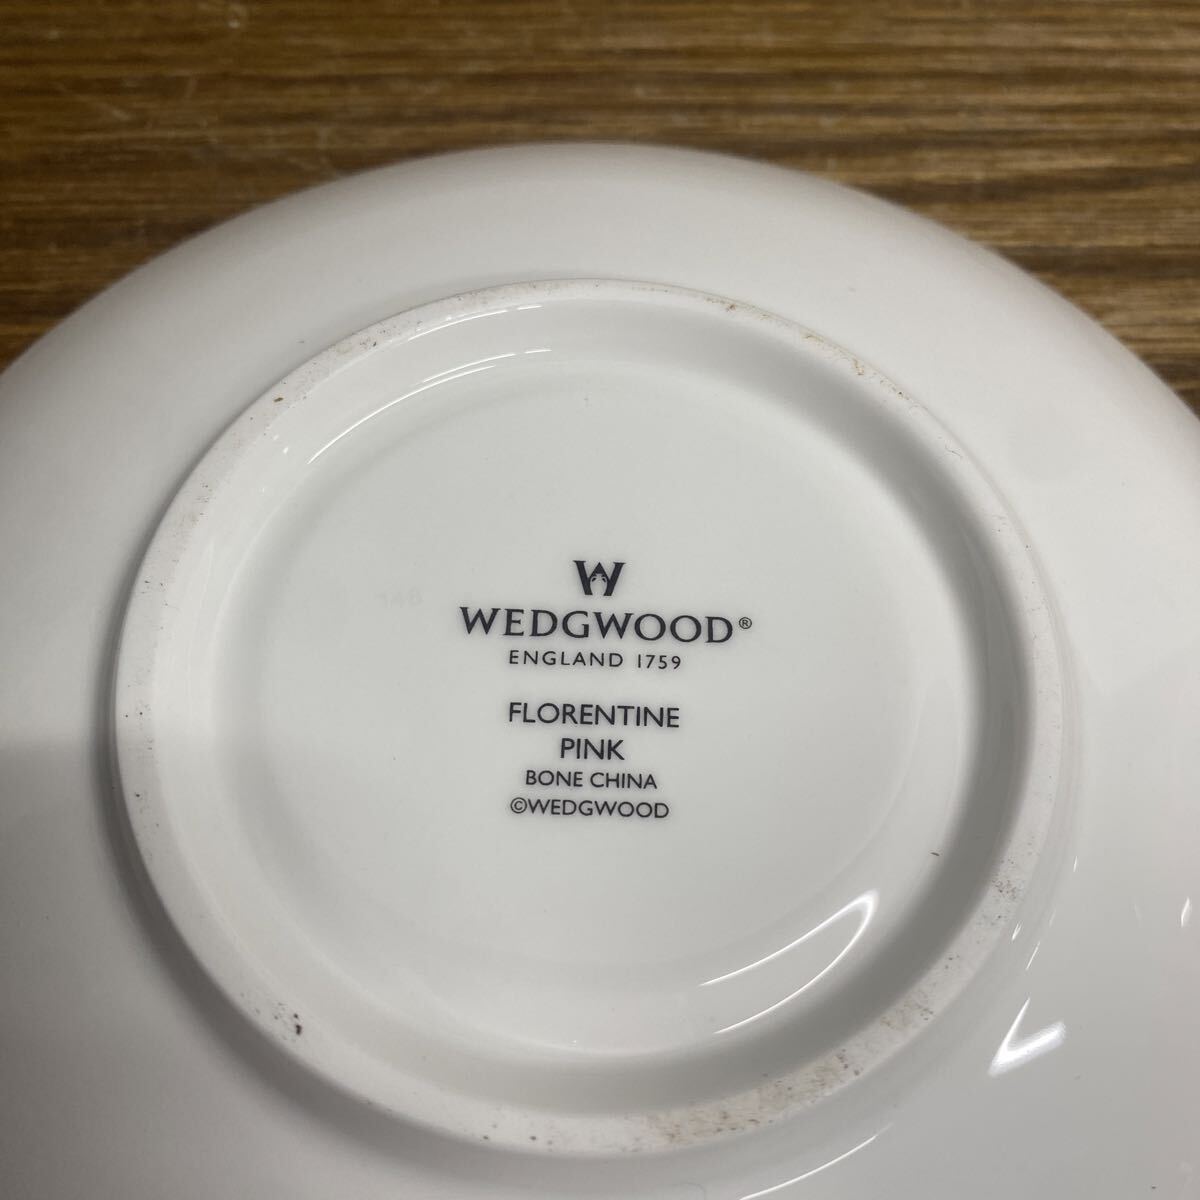 W
WEDGWOOD®
ENGLAND 1759
FLORENTINE
PINK
BONE CHINA
©WEDGWOOD